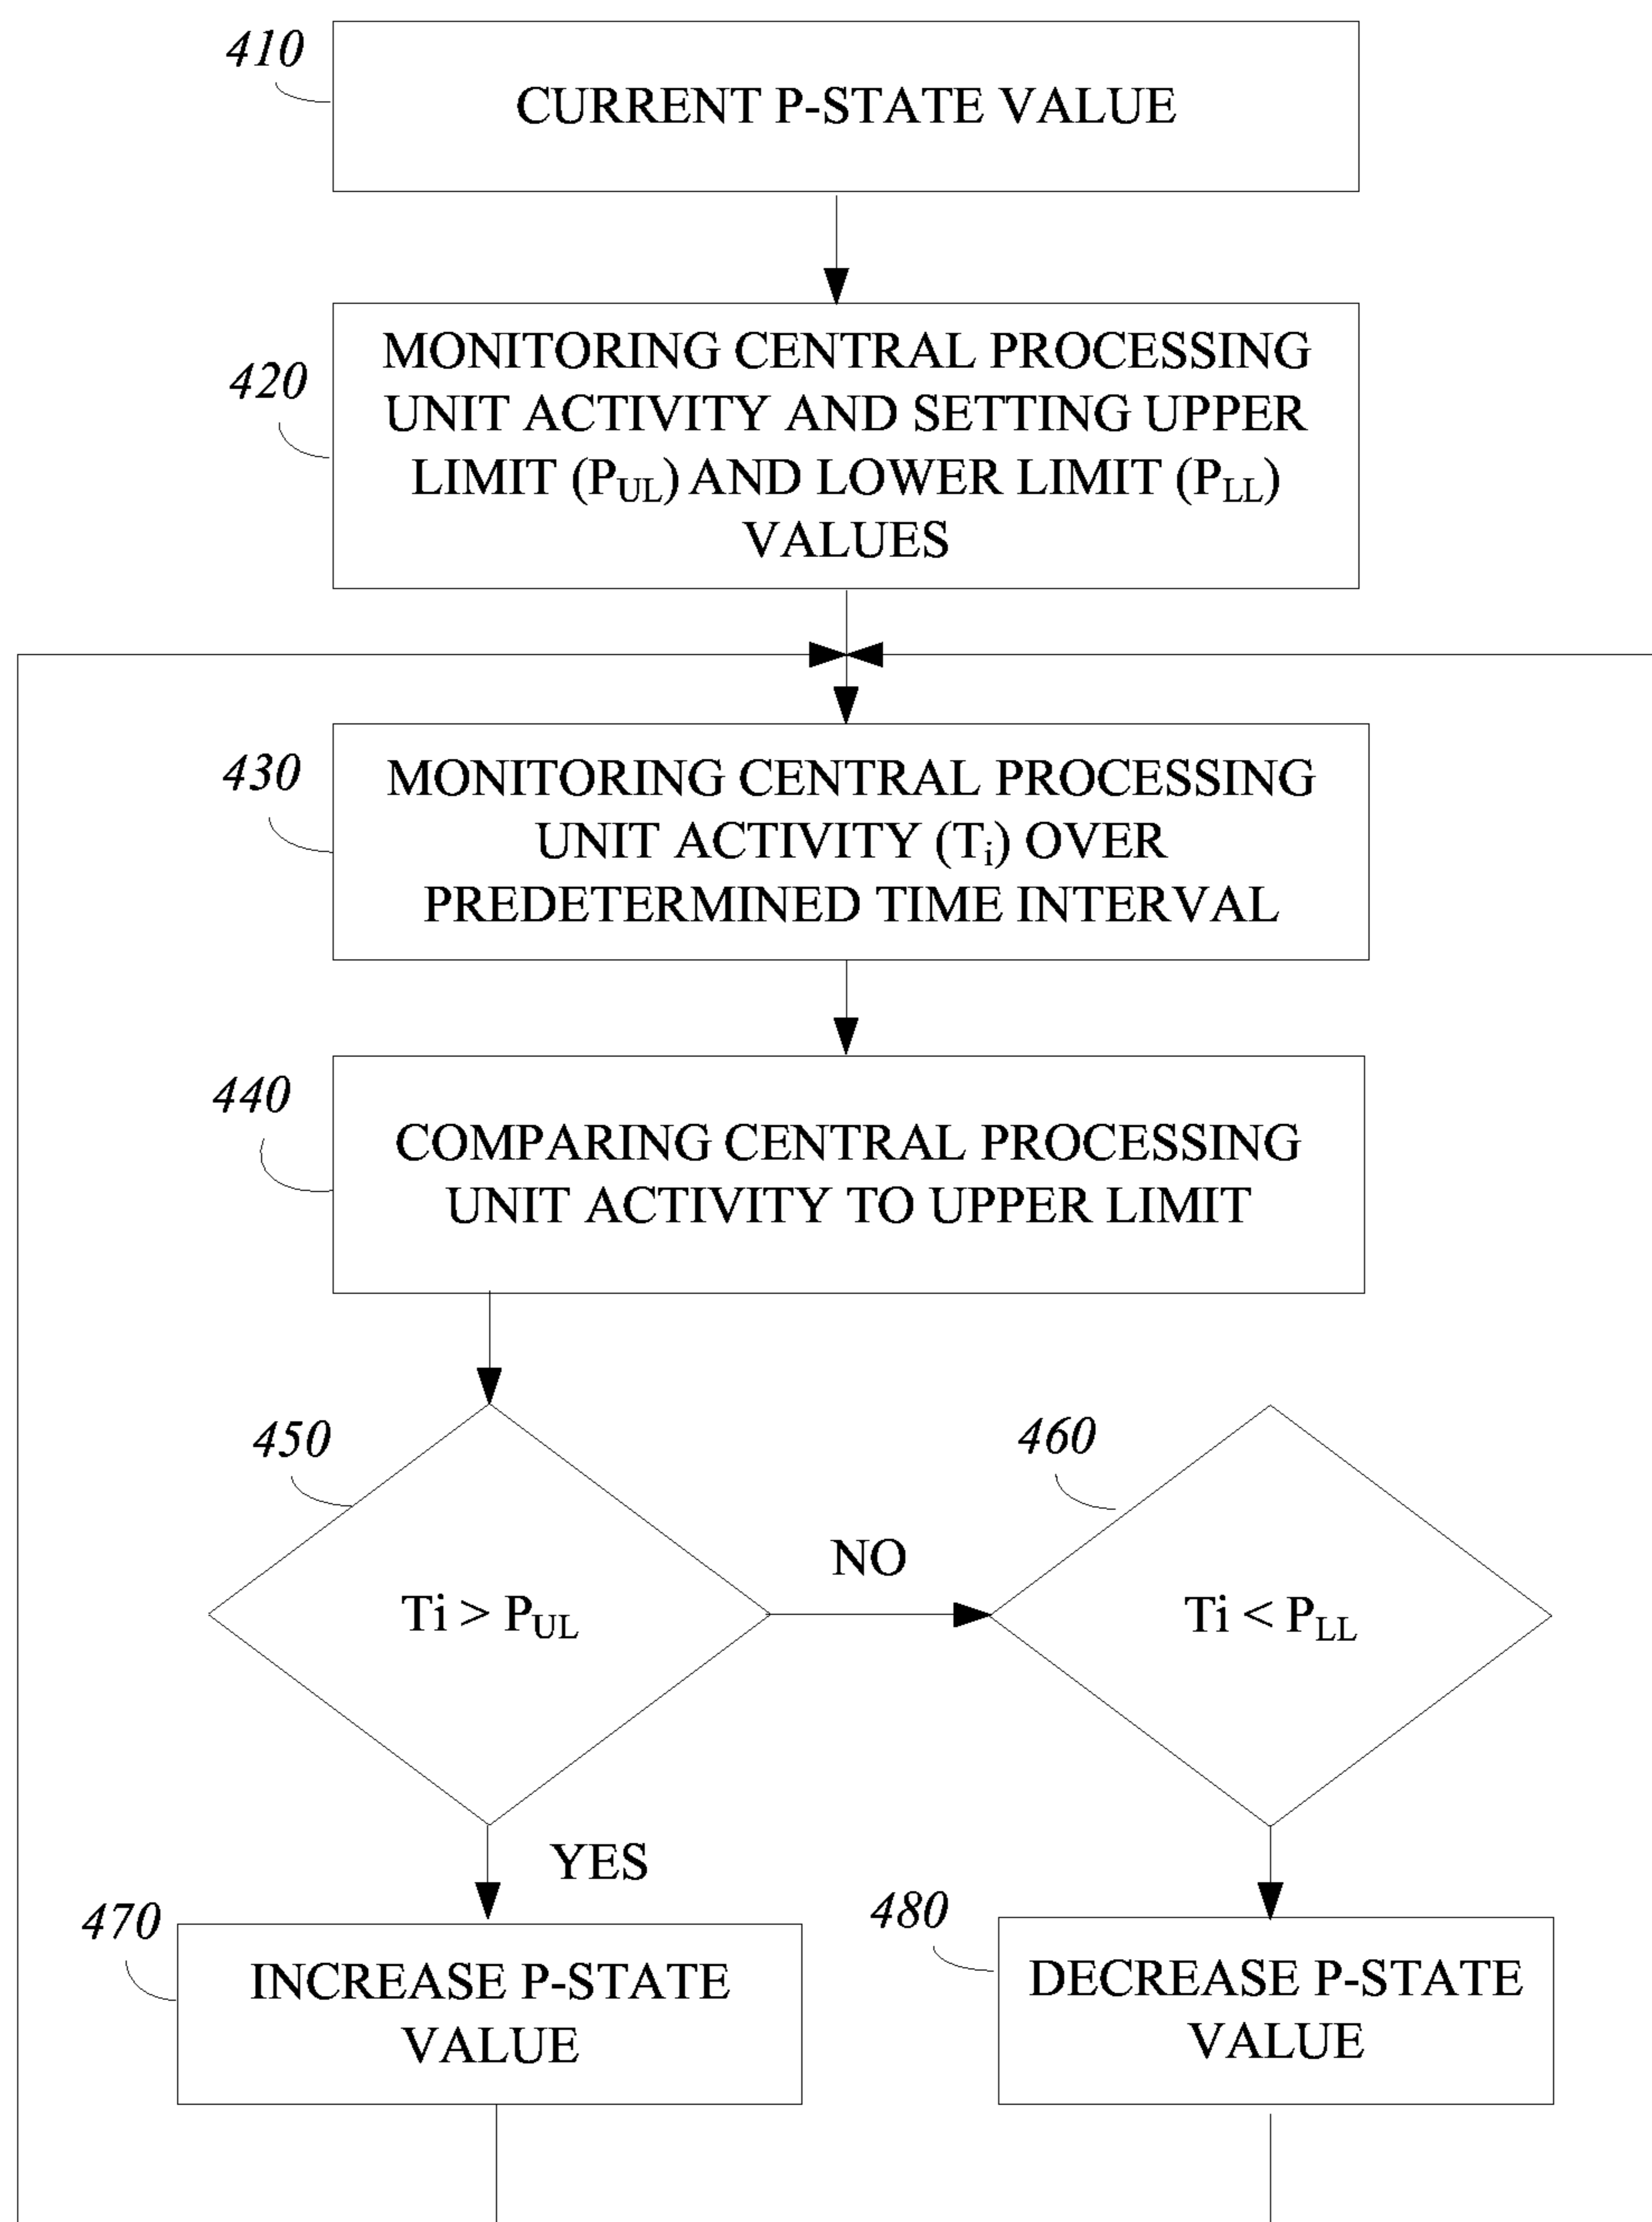 410
CURRENT P-STATE VALUE
420
MONITORING CENTRAL PROCESSING
UNIT ACTIVITY AND SETTING UPPER
LIMIT (PUL) AND LOWER LIMIT (PLL)
VALUES
430
MONITORING CENTRAL PROCESSING
UNIT ACTIVITY (Ti) OVER
PREDETERMINED TIME INTERVAL
440
COMPARING CENTRAL PROCESSING
UNIT ACTIVITY TO UPPER LIMIT
450
Ti > PUL
NO
460
Ti < PLL
YES
470
INCREASE P-STATE
VALUE
480
DECREASE P-STATE
VALUE